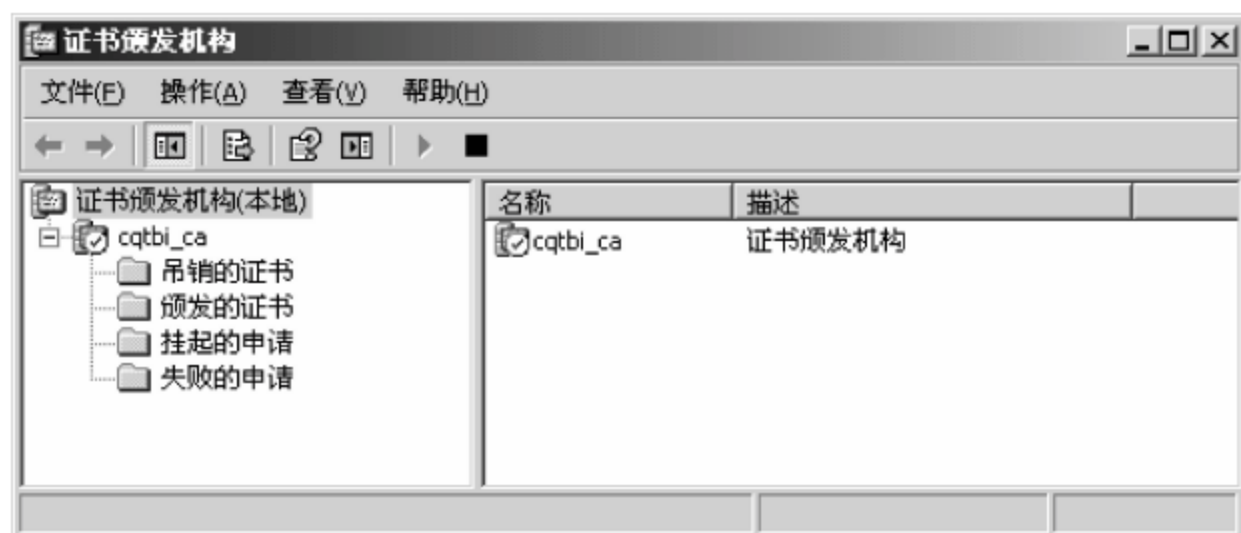 证书颁发机构
文件(F) 操作(A) 查看(V) 帮助(H)
证书颁发机构(本地)
cqtbi_ca
吊销的证书
颁发的证书
挂起的申请
失败的申请
名称 描述
cqtbi_ca 证书颁发机构